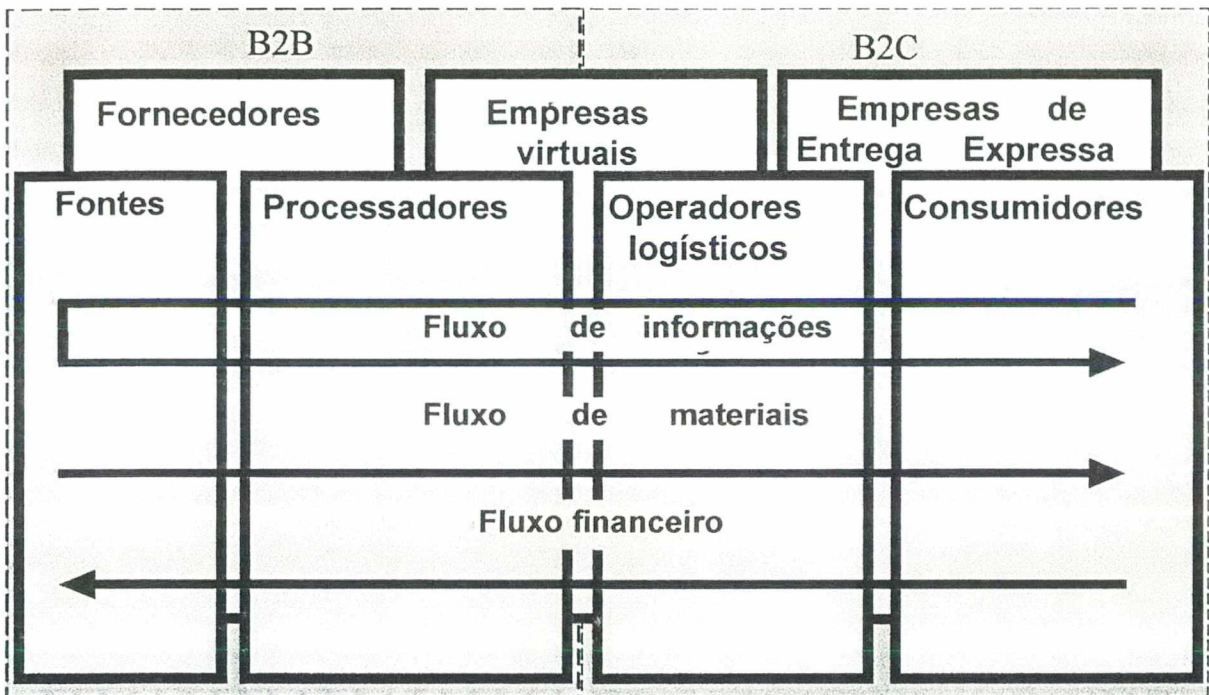 B2B
B2C
Fornecedores
Empresas
virtuais
Empresas de
Entrega Expressa
Fontes
Processadores
Operadores
logísticos
Consumidores
Fluxo de informações
Fluxo de materiais
Fluxo financeiro